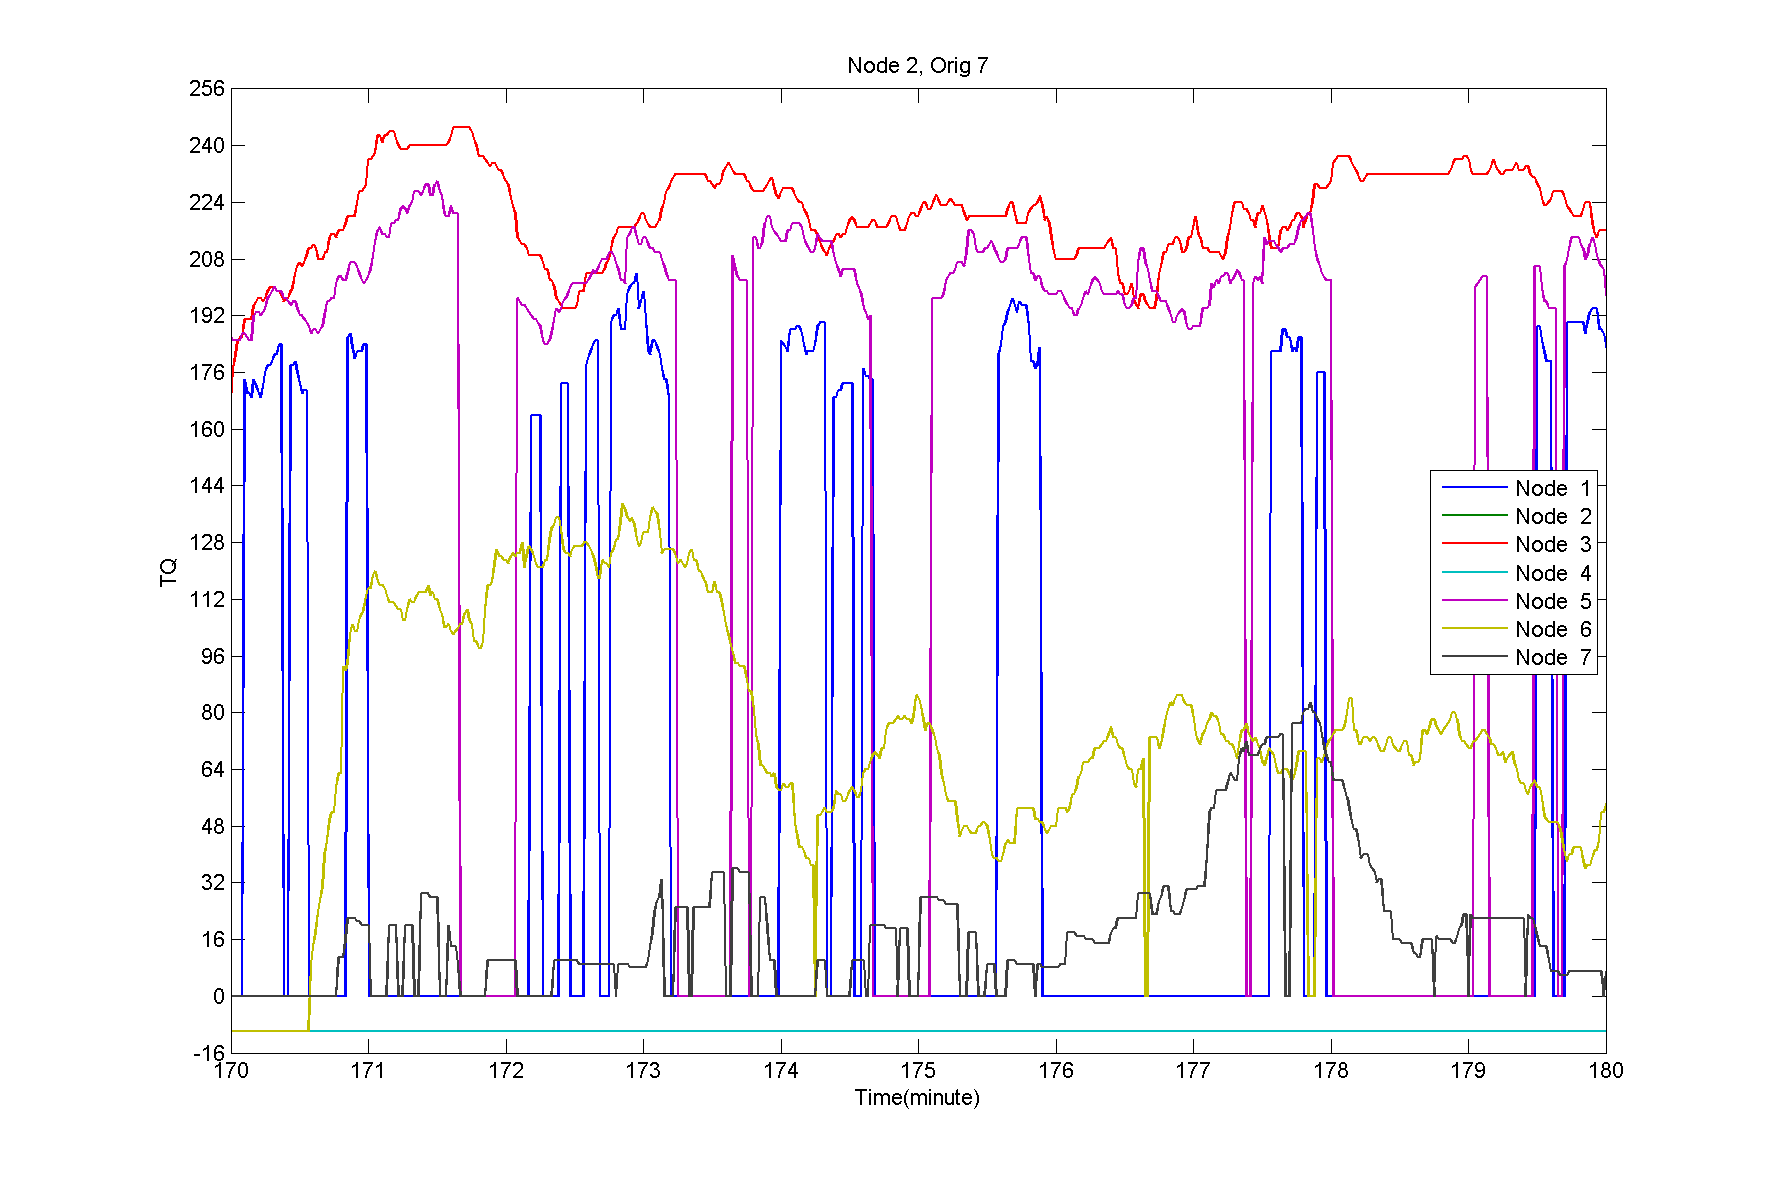 Node 2, Orig 7
256
240
224
208
192
176
160
144
128
112
96
80
64
48
32
16
0
-16
TQ
Node 1
Node 2
Node 3
Node 4
Node 5
Node 6
Node 7
170 171 172 173 174 175 176 177 178 179 180
Time(minute)